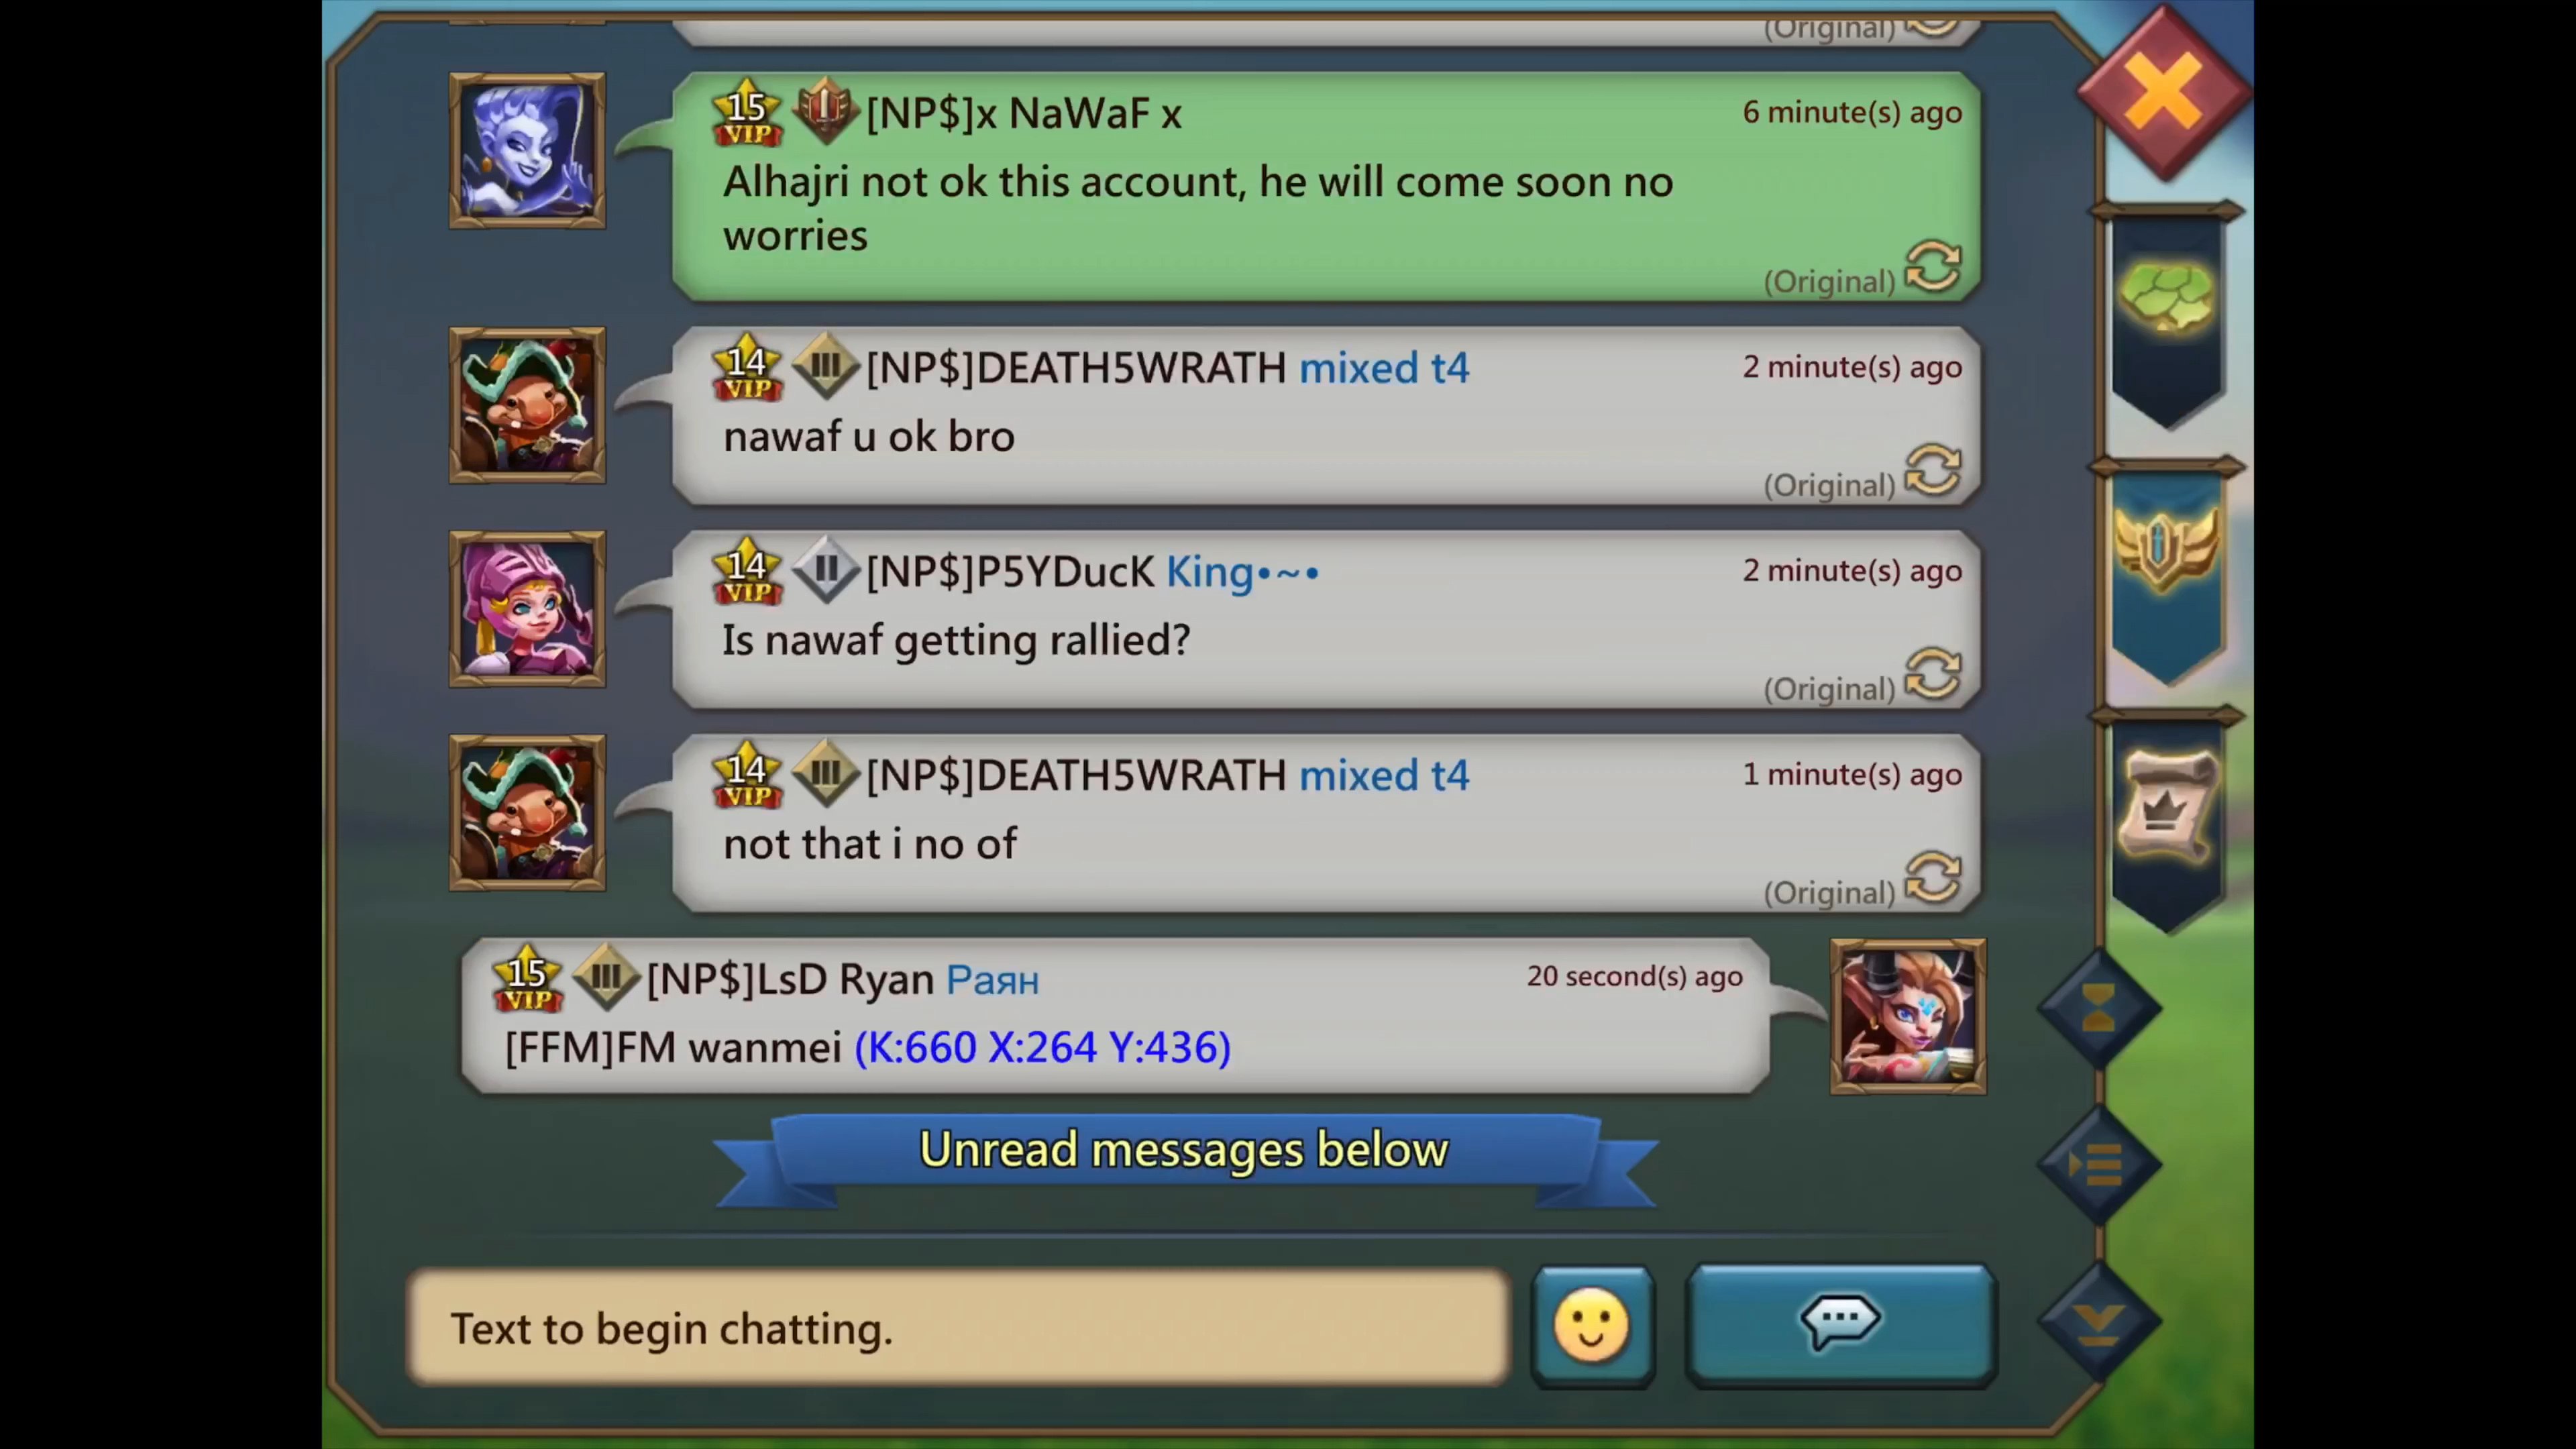 (Original)
15 VIP [NP$]x NaWaF x 6 minute(s) ago
Alhajri not ok this account, he will come soon no
worries
(Original)
14 VIP III [NP$]DEATH5WRATH mixed t4 2 minute(s) ago
nawaf u ok bro
(Original)
14 VIP II [NP$]P5YDucK King•~• 2 minute(s) ago
Is nawaf getting rallied?
(Original)
14 VIP III [NP$]DEATH5WRATH mixed t4 1 minute(s) ago
not that i no of
(Original)
15 VIP III [NP$]LsD Ryan Раян 20 second(s) ago
[FFM]FM wanmei (K:660 X:264 Y:436)
Unread messages below
Text to begin chatting.